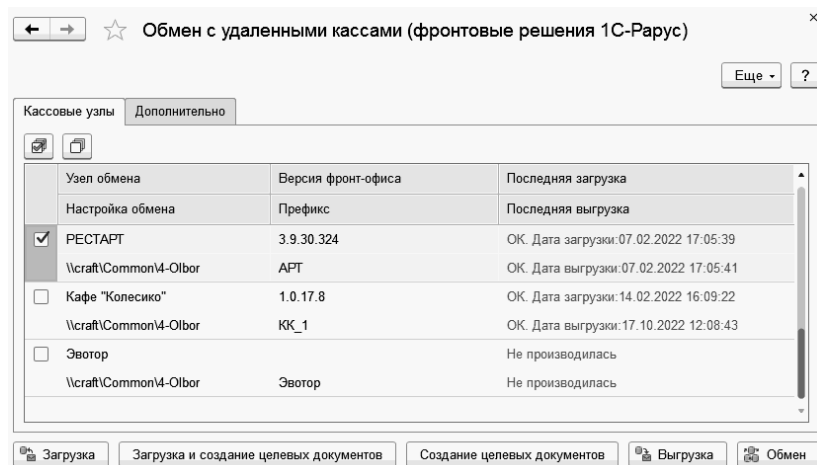 Обмен с удаленными кассами (фронтовые решения 1С-Рарус)
Еще ?
Кассовые узлы Дополнительно
Узел обмена Версия фронт-офиса Последняя загрузка
Настройка обмена Префикс Последняя выгрузка
РЕСТАРТ 3.9.30.324 ОК. Дата загрузки:07.02.2022 17:05:39
\\craft\Common\4-Olbor АРТ ОК. Дата выгрузки:07.02.2022 17:05:41
Кафе "Колесико" 1.0.17.8 ОК. Дата загрузки:14.02.2022 16:09:22
\\craft\Common\4-Olbor КК_1 ОК. Дата выгрузки:17.10.2022 12:08:43
Эвотор Не производилась
\\craft\Common\4-Olbor Эвотор Не производилась
Загрузка Загрузка и создание целевых документов Создание целевых документов Выгрузка Обмен